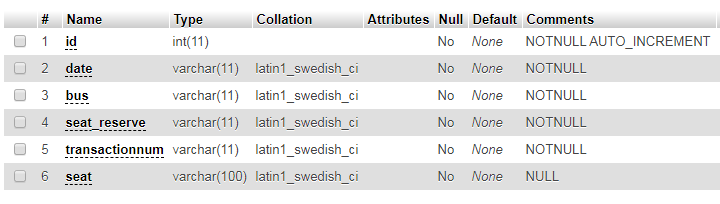 # Name Type Collation Attributes Null Default Comments
1 id int(11) No None NOTNULL AUTO_INCREMENT
2 date varchar(11) latin1_swedish_ci No None NOTNULL
3 bus varchar(11) latin1_swedish_ci No None NOTNULL
4 seat_reserve varchar(11) latin1_swedish_ci No None NOTNULL
5 transactionnum varchar(11) latin1_swedish_ci No None NOTNULL
6 seat varchar(100) latin1_swedish_ci No None NULL